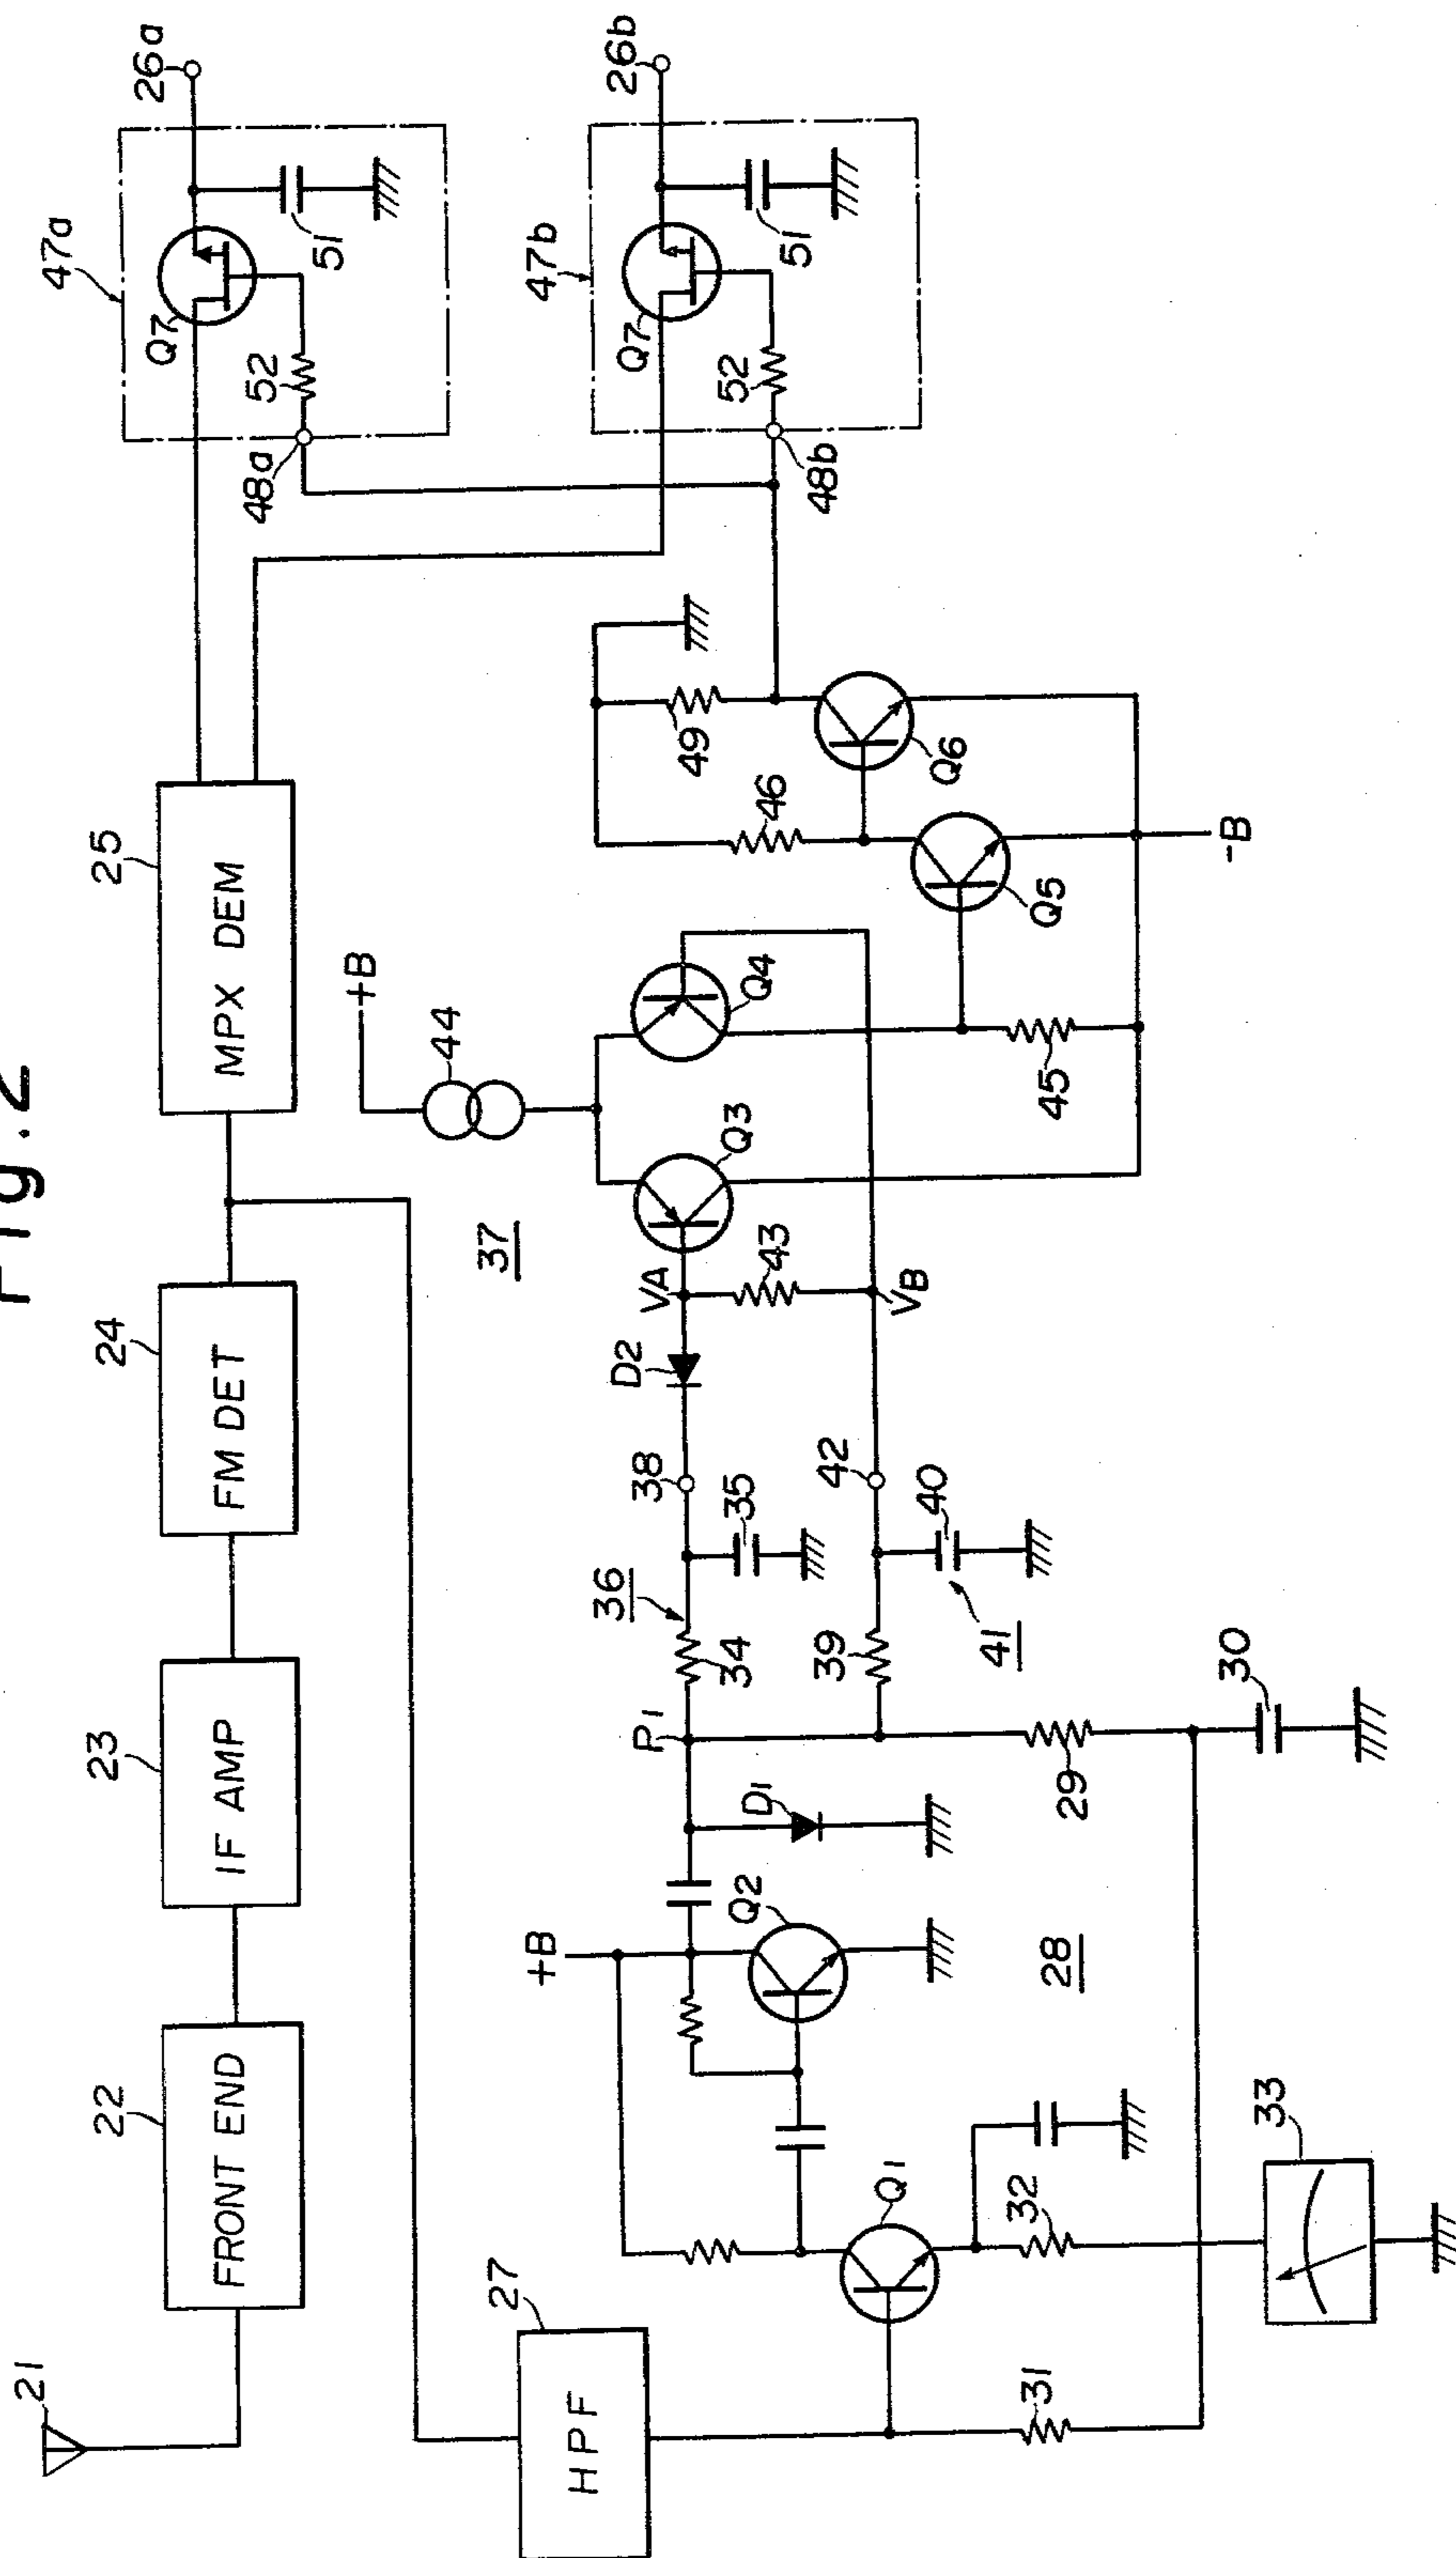 Fig. 2
21
22
FRONT END
23
IF AMP
24
FM DET
25
MPX DEM
47a
Q7
52
48a
51
26a
47b
Q7
52
48b
51
26b
27
HPF
31
Q1
32
33
+B
Q2
28
D1
P1
29
30
34
36
35
38
39
41
40
42
D2
VA
43
VB
37
Q3
44
+B
Q4
45
46
Q5
49
Q6
-B